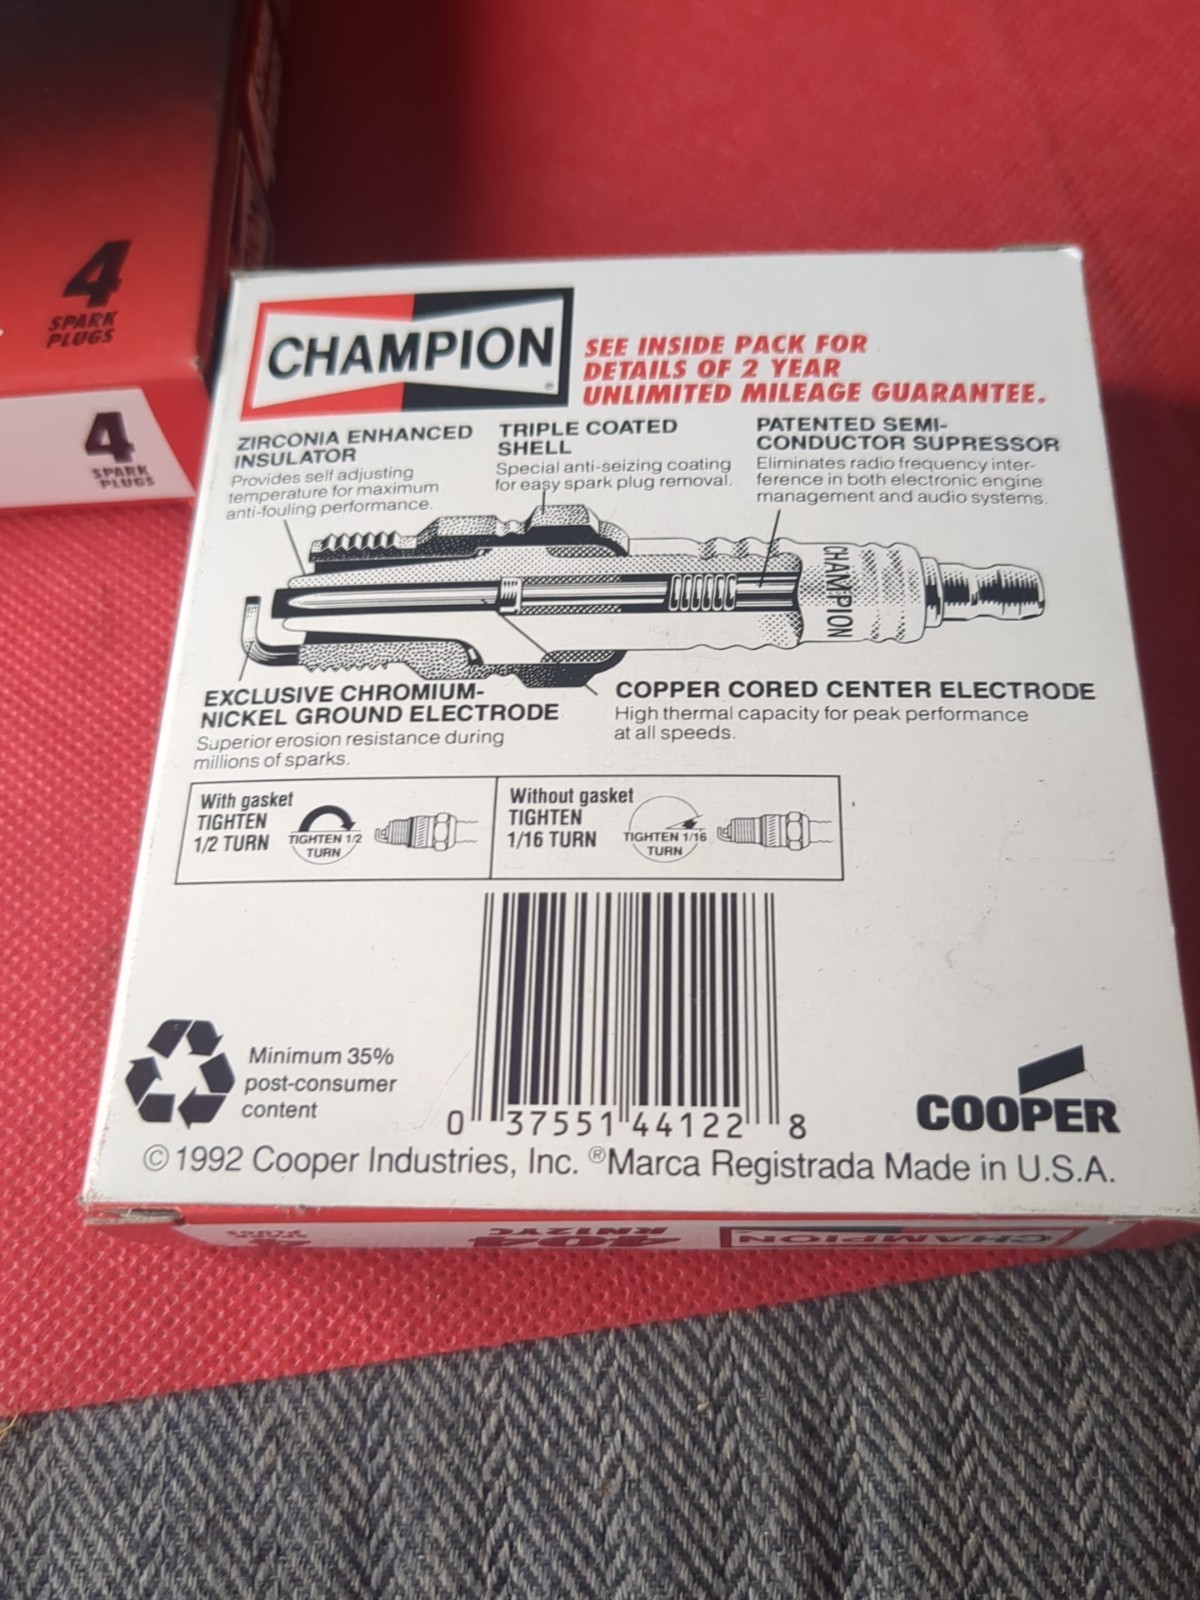 4
SPARK
PLUGS
4
SPARK
PLUGS
CHAMPION
®
SEE INSIDE PACK FOR
DETAILS OF 2 YEAR
UNLIMITED MILEAGE GUARANTEE.
ZIRCONIA ENHANCED
INSULATOR
Provides self adjusting
temperature for maximum
anti-fouling performance.
TRIPLE COATED
SHELL
Special anti-seizing coating
for easy spark plug removal.
PATENTED SEMI-
CONDUCTOR SUPRESSOR
Eliminates radio frequency inter-
ference in both electronic engine
management and audio systems.
CHAMPION
EXCLUSIVE CHROMIUM-
NICKEL GROUND ELECTRODE
Superior erosion resistance during
millions of sparks.
COPPER CORED CENTER ELECTRODE
High thermal capacity for peak performance
at all speeds.
With gasket
TIGHTEN
1/2 TURN
TIGHTEN 1/2
TURN
Without gasket
TIGHTEN
1/16 TURN
TIGHTEN 1/16
TURN
Minimum 35%
post-consumer
content
0 37551 44122 8
COOPER
© 1992 Cooper Industries, Inc. ®Marca Registrada Made in U.S.A.
CHAMPION
404
RN12YC
4